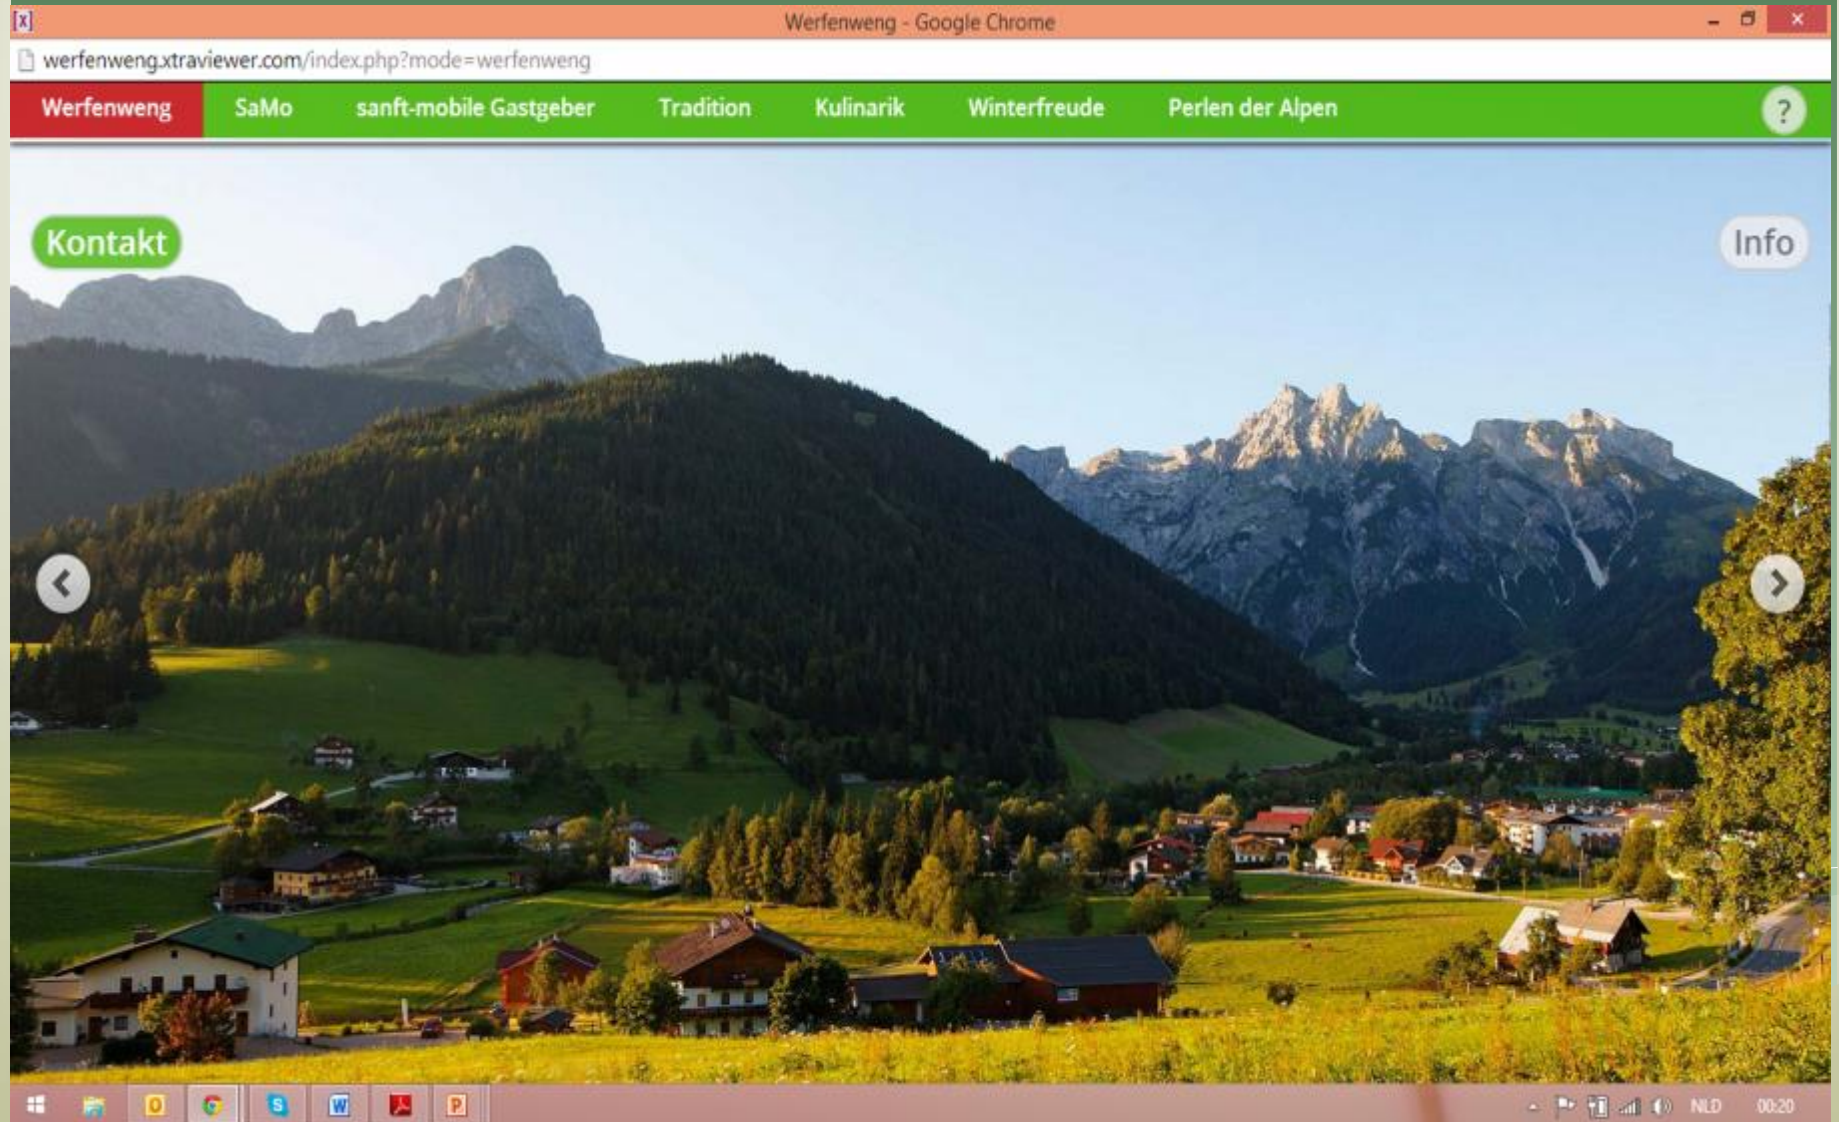 [x]
Werfenweng - Google Chrome
werfenweng.xtraviewer.com/index.php?mode=werfenweng
Werfenweng SaMo sanft-mobile Gastgeber Tradition Kulinarik Winterfreude Perlen der Alpen ?
Kontakt Info
NLD 00:20